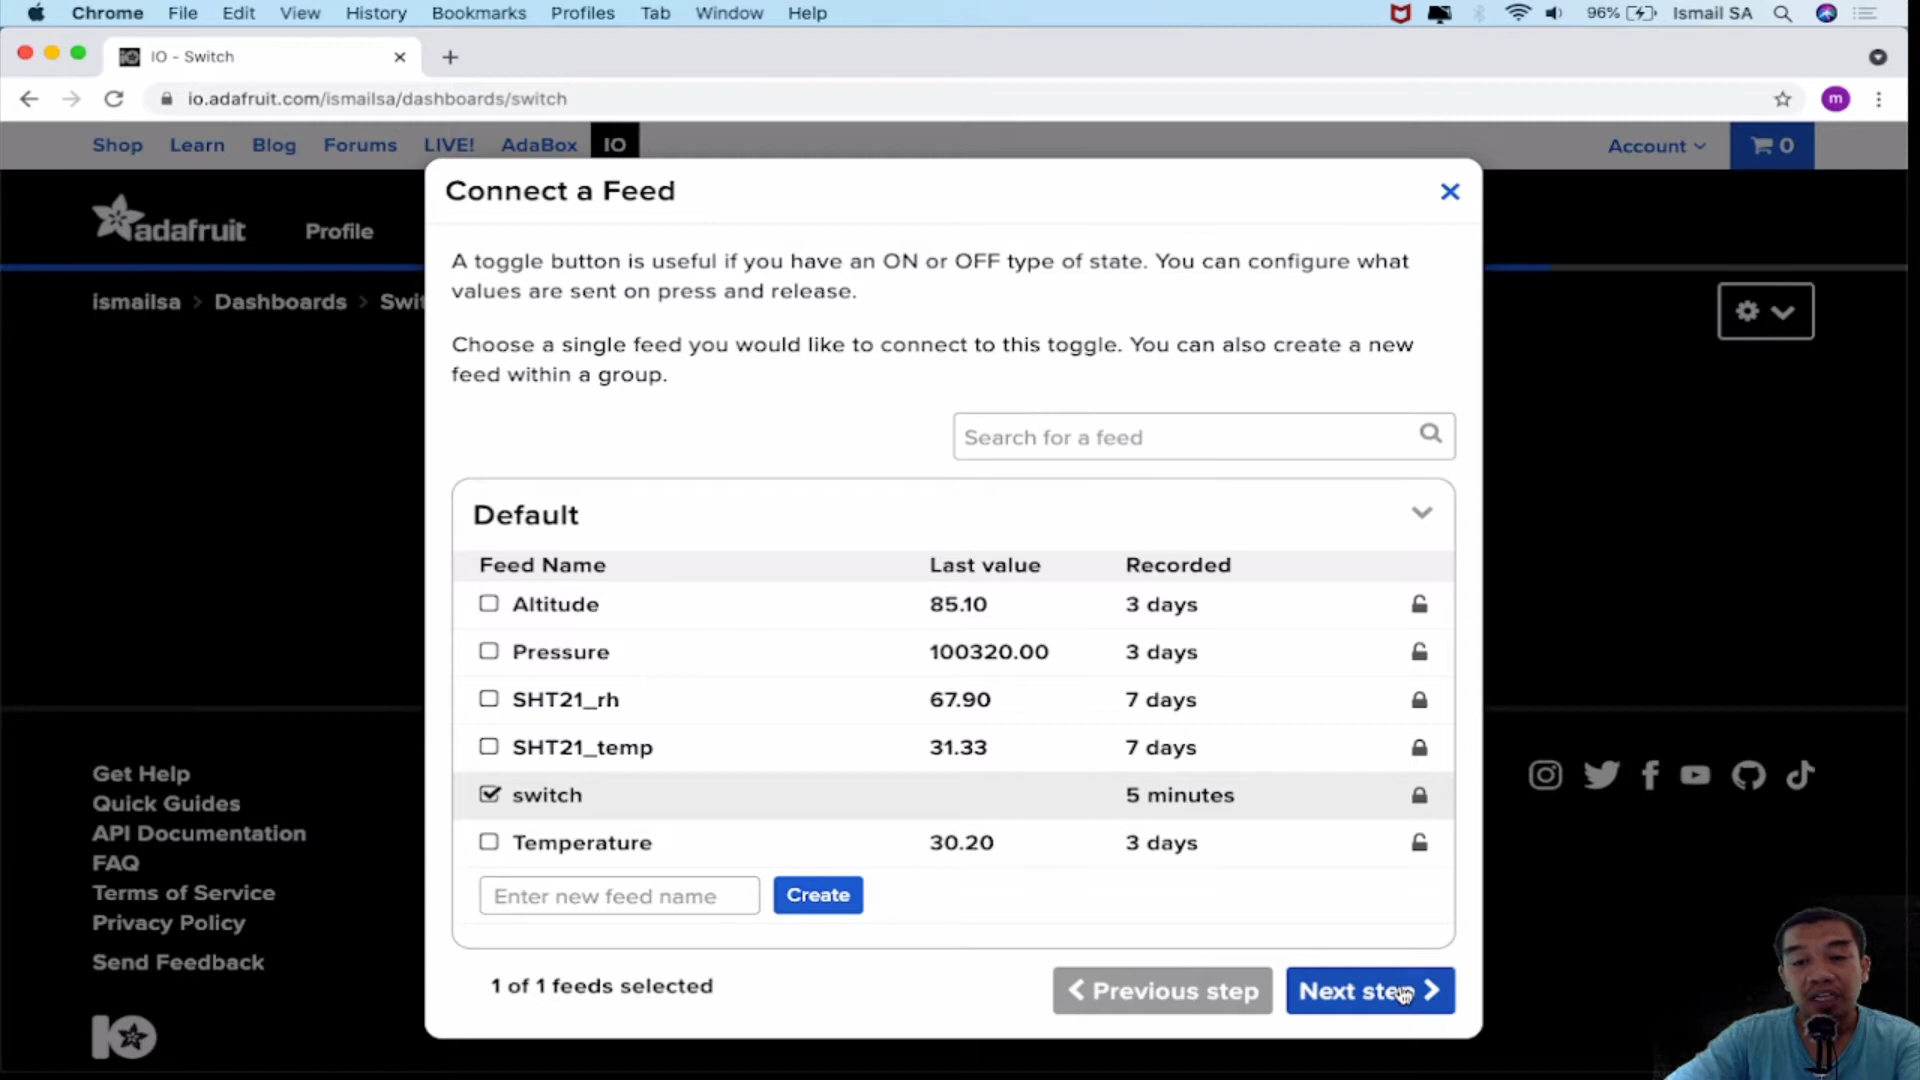 Chrome File Edit View History Bookmarks Profiles Tab Window Help 96% Ismail SA
IO - Switch
io.adafruit.com/ismailsa/dashboards/switch m
Shop Learn Blog Forums LIVE! AdaBox IO Account 0
Connect a Feed
adafruit Profile
A toggle button is useful if you have an ON or OFF type of state. You can configure what
values are sent on press and release.
ismailsa > Dashboards > Swit
Choose a single feed you would like to connect to this toggle. You can also create a new
feed within a group.
Search for a feed
Default
Feed Name Last value Recorded
Altitude 85.10 3 days
Pressure 100320.00 3 days
SHT21_rh 67.90 7 days
SHT21_temp 31.33 7 days
switch 5 minutes
Temperature 30.20 3 days
Enter new feed name Create
1 of 1 feeds selected Previous step Next step
Get Help
Quick Guides
API Documentation
FAQ
Terms of Service
Privacy Policy
Send Feedback
IO